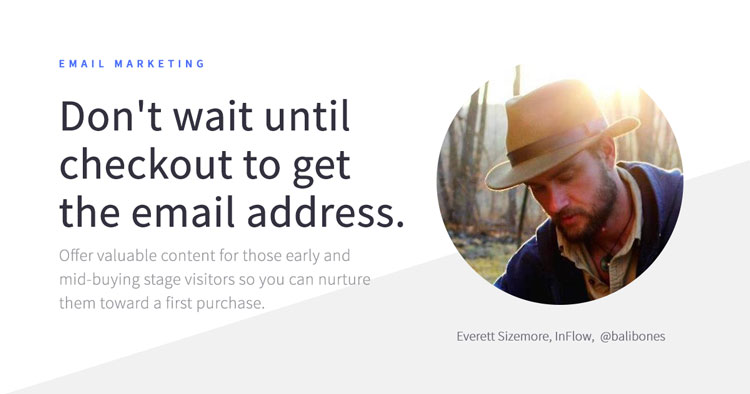 EMAIL MARKETING
Don't wait until
checkout to get
the email address.
Offer valuable content for those early and
mid-buying stage visitors so you can nurture
them toward a first purchase.
Everett Sizemore, InFlow, @balibones